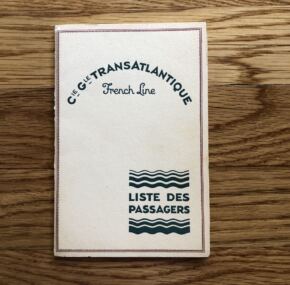 Cie Gle TRANSATLANTIQUE
French Line
LISTE DES
PASSAGERS